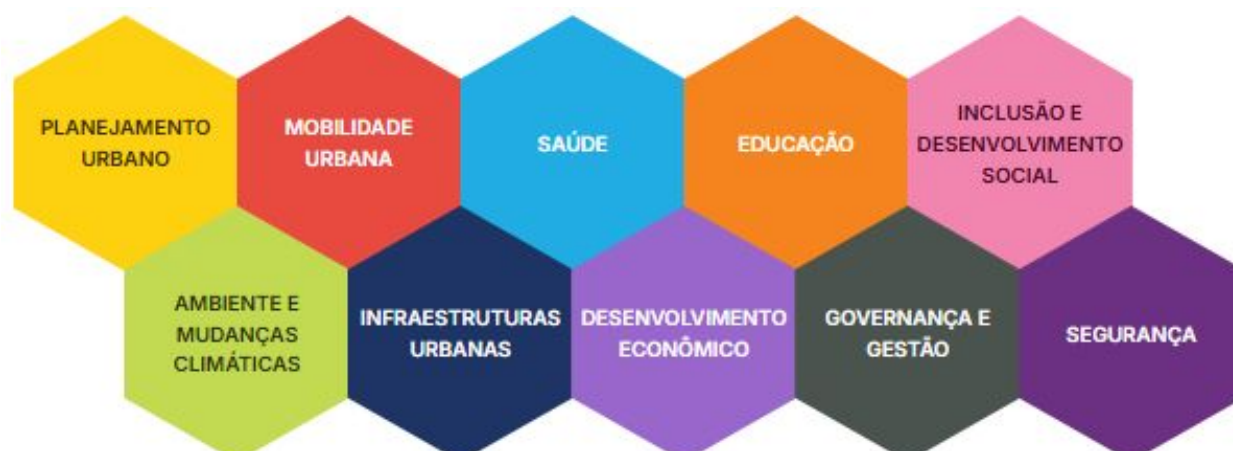 PLANEJAMENTO
URBANO
MOBILIDADE
URBANA
SAÚDE
EDUCAÇÃO
INCLUSÃO E
DESENVOLVIMENTO
SOCIAL
AMBIENTE E
MUDANÇAS
CLIMÁTICAS
INFRAESTRUTURAS
URBANAS
DESENVOLVIMENTO
ECONÔMICO
GOVERNANÇA E
GESTÃO
SEGURANÇA